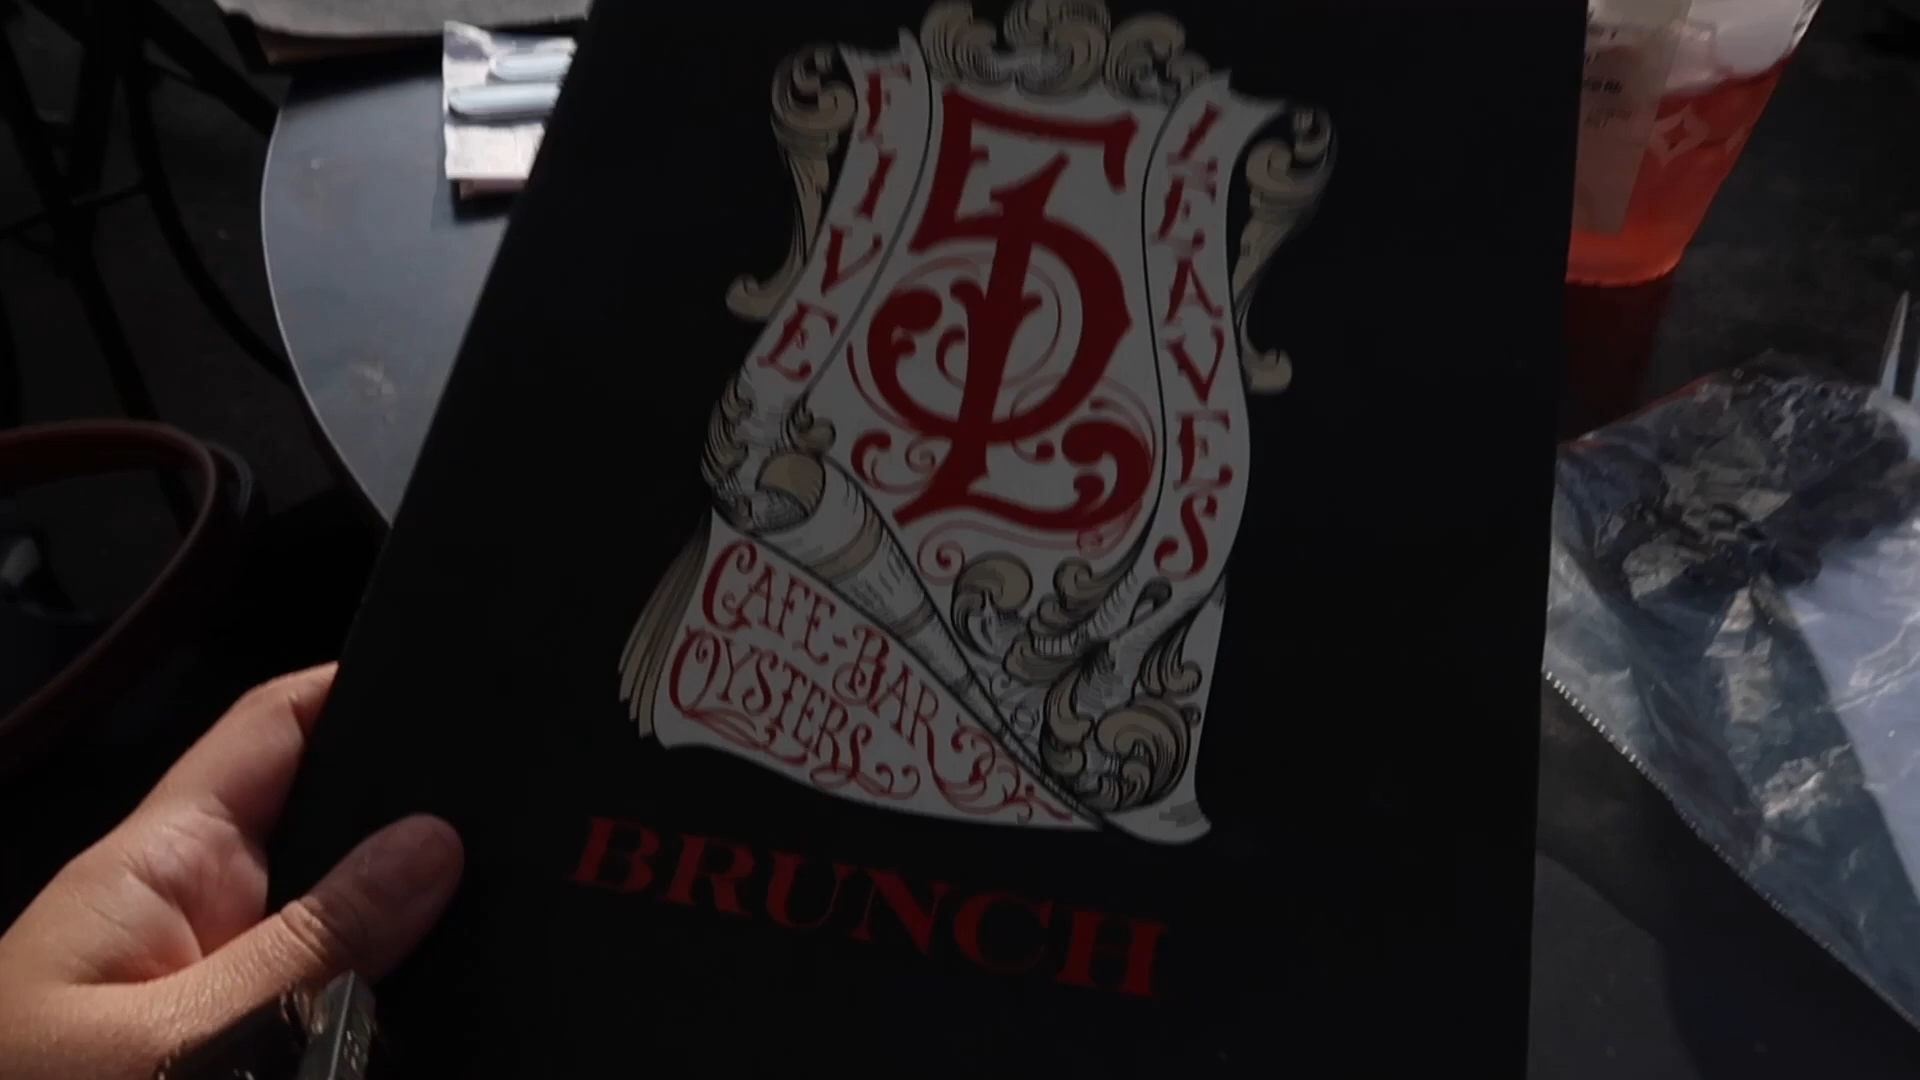 FIVE
5L
LEAVES
CAFE-BAR
OYSTERS
BRUNCH